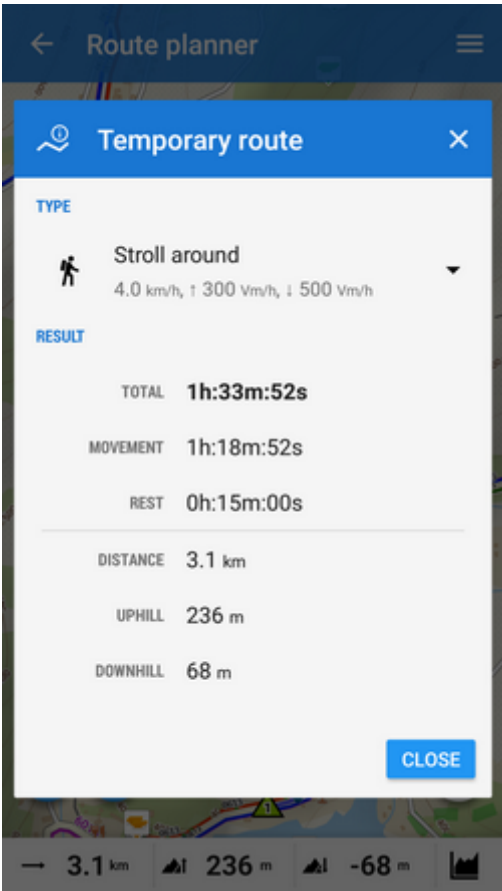 Route planner
Temporary route
TYPE
Stroll around
4.0 km/h, ↑ 300 Vm/h, ↓ 500 Vm/h
RESULT
TOTAL 1h:33m:52s
MOVEMENT 1h:18m:52s
REST 0h:15m:00s
DISTANCE 3.1 km
UPHILL 236 m
DOWNHILL 68 m
CLOSE
1
3.1 km 236 m -68 m